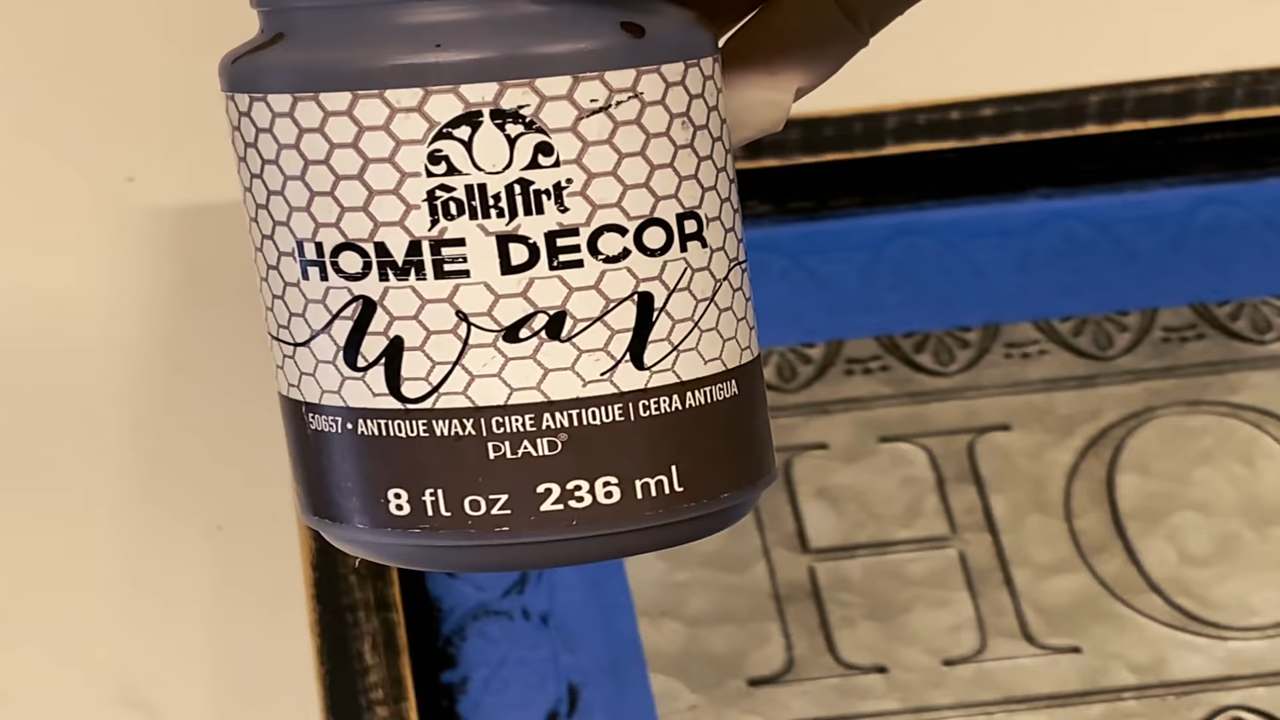 folkArt®
HOME DECOR
wax
50657 • ANTIQUE WAX | CIRE ANTIQUE | CERA ANTIGUA
PLAID®
8 fl oz 236 ml
HO